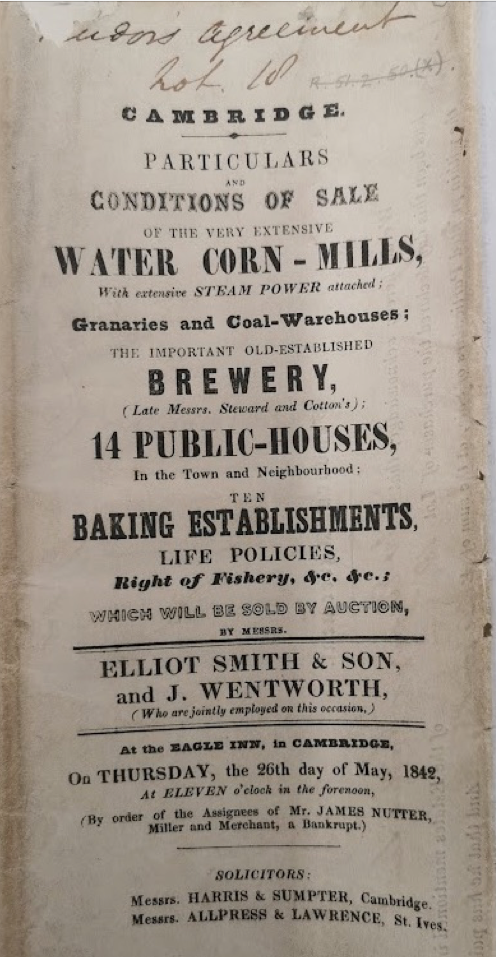 endors agreement
Lot. 18
CAMBRIDGE.
PARTICULARS
AND
CONDITIONS OF SALE
OF THE VERY EXTENSIVE
WATER CORN-MILLS,
With extensive STEAM POWER attached;
Granaries and Coal-Warehouses;
THE IMPORTANT OLD-ESTABLISHED
BREWERY,
(Late Messrs. Steward and Cotton's);
14 PUBLIC-HOUSES,
In the Town and Neighbourhood;
TEN
BAKING ESTABLISHMENTS,
LIFE POLICIES,
Right of Fishery, &c. &c.;
WHICH WILL BE SOLD BY AUCTION,
BY MESSRS.
ELLIOT SMITH & SON,
and J. WENTWORTH,
(Who are jointly employed on this occasion,)
At the EAGLE INN, in CAMBRIDGE,
On THURSDAY, the 26th day of May, 1842,
At ELEVEN o'clock in the forenoon,
(By order of the Assignees of Mr. JAMES NUTTER,
Miller and Merchant, a Bankrupt.)
SOLICITORS:
Messrs. HARRIS & SUMPTER, Cambridge.
Messrs. ALLPRESS & LAWRENCE, St. Ives.